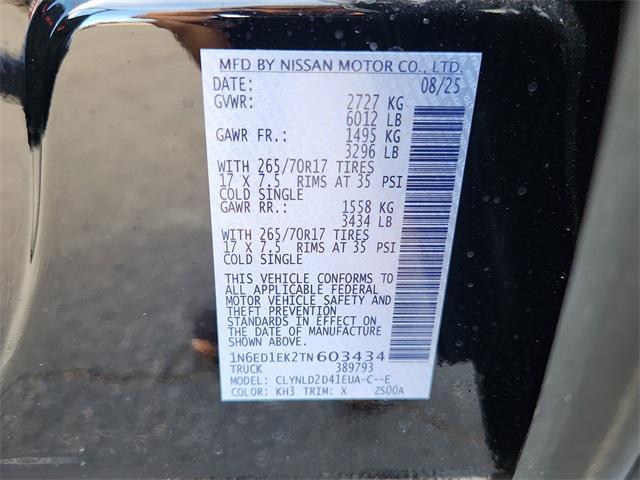 MFD BY NISSAN MOTOR CO., LTD.
DATE: 08/25
GVWR: 2727 KG
6012 LB
GAWR FR.: 1495 KG
3296 LB
WITH 265/70R17 TIRES
17 X 7.5 RIMS AT 35 PSI
COLD SINGLE
GAWR RR.: 1558 KG
3434 LB
WITH 265/70R17 TIRES
17 X 7.5 RIMS AT 35 PSI
COLD SINGLE
THIS VEHICLE CONFORMS TO
ALL APPLICABLE FEDERAL
MOTOR VEHICLE SAFETY AND
THEFT PREVENTION
STANDARDS IN EFFECT ON
THE DATE OF MANUFACTURE
SHOWN ABOVE.
1N6ED1EK2TN603434
TRUCK 389793
MODEL: CLYNLD2D41EUA-C--E
COLOR: KH3 TRIM: X ZS00A